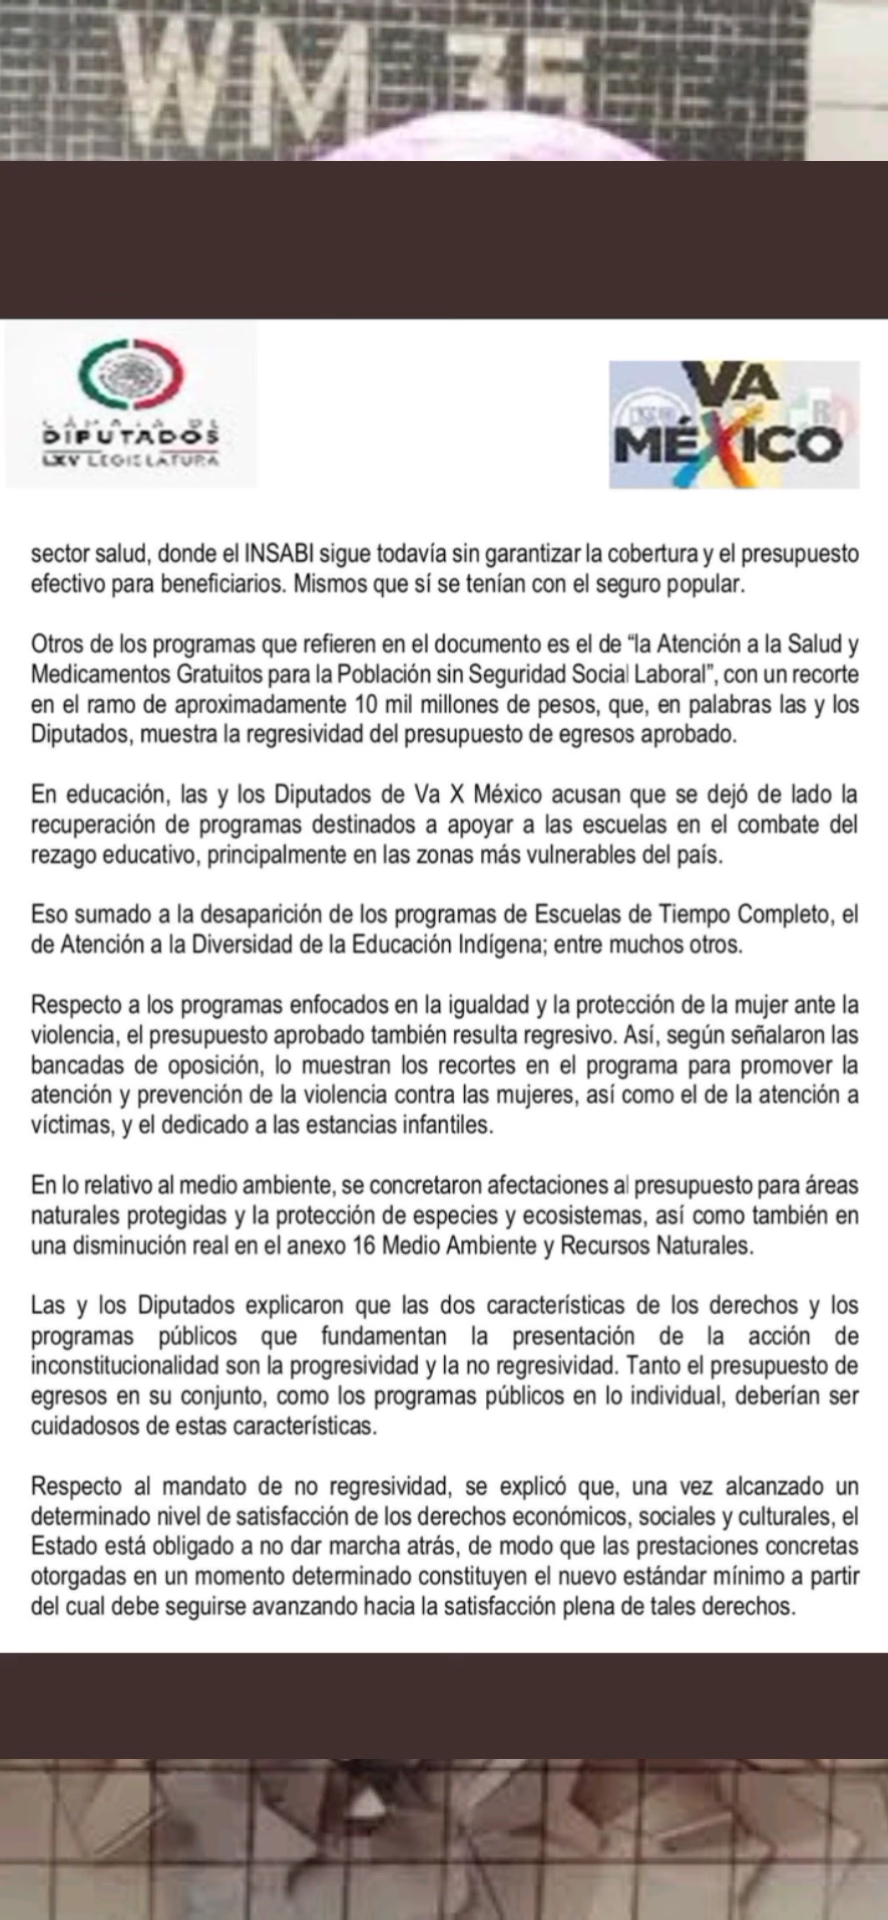 WM 35
CÁMARA DE
DIPUTADOS
LXV LEGISLATURA
VA
MÉXICO
sector salud, donde el INSABI sigue todavía sin garantizar la cobertura y el presupuesto
efectivo para beneficiarios. Mismos que sí se tenían con el seguro popular.
Otros de los programas que refieren en el documento es el de “la Atención a la Salud y
Medicamentos Gratuitos para la Población sin Seguridad Social Laboral”, con un recorte
en el ramo de aproximadamente 10 mil millones de pesos, que, en palabras las y los
Diputados, muestra la regresividad del presupuesto de egresos aprobado.
En educación, las y los Diputados de Va X México acusan que se dejó de lado la
recuperación de programas destinados a apoyar a las escuelas en el combate del
rezago educativo, principalmente en las zonas más vulnerables del país.
Eso sumado a la desaparición de los programas de Escuelas de Tiempo Completo, el
de Atención a la Diversidad de la Educación Indígena; entre muchos otros.
Respecto a los programas enfocados en la igualdad y la protección de la mujer ante la
violencia, el presupuesto aprobado también resulta regresivo. Así, según señalaron las
bancadas de oposición, lo muestran los recortes en el programa para promover la
atención y prevención de la violencia contra las mujeres, así como el de la atención a
víctimas, y el dedicado a las estancias infantiles.
En lo relativo al medio ambiente, se concretaron afectaciones al presupuesto para áreas
naturales protegidas y la protección de especies y ecosistemas, así como también en
una disminución real en el anexo 16 Medio Ambiente y Recursos Naturales.
Las y los Diputados explicaron que las dos características de los derechos y los
programas públicos que fundamentan la presentación de la acción de
inconstitucionalidad son la progresividad y la no regresividad. Tanto el presupuesto de
egresos en su conjunto, como los programas públicos en lo individual, deberían ser
cuidadosos de estas características.
Respecto al mandato de no regresividad, se explicó que, una vez alcanzado un
determinado nivel de satisfacción de los derechos económicos, sociales y culturales, el
Estado está obligado a no dar marcha atrás, de modo que las prestaciones concretas
otorgadas en un momento determinado constituyen el nuevo estándar mínimo a partir
del cual debe seguirse avanzando hacia la satisfacción plena de tales derechos.